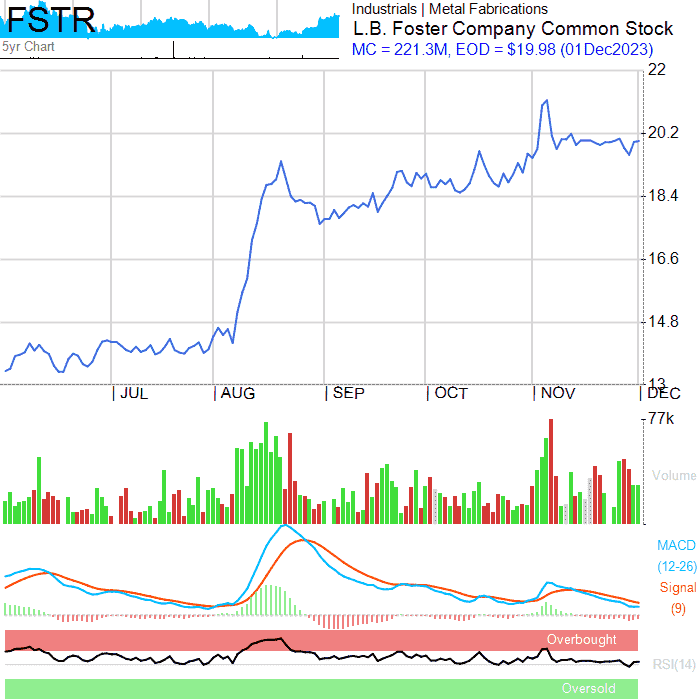 FSTR
5yr Chart
Industrials | Metal Fabrications
L.B. Foster Company Common Stock
MC = 221.3M, EOD = $19.98 (01Dec2023)
22
20.2
18.4
16.6
14.8
13
JUL AUG SEP OCT NOV DEC
77k
Volume
MACD
(12-26)
Signal
(9)
Overbought
RSI(14)
Oversold